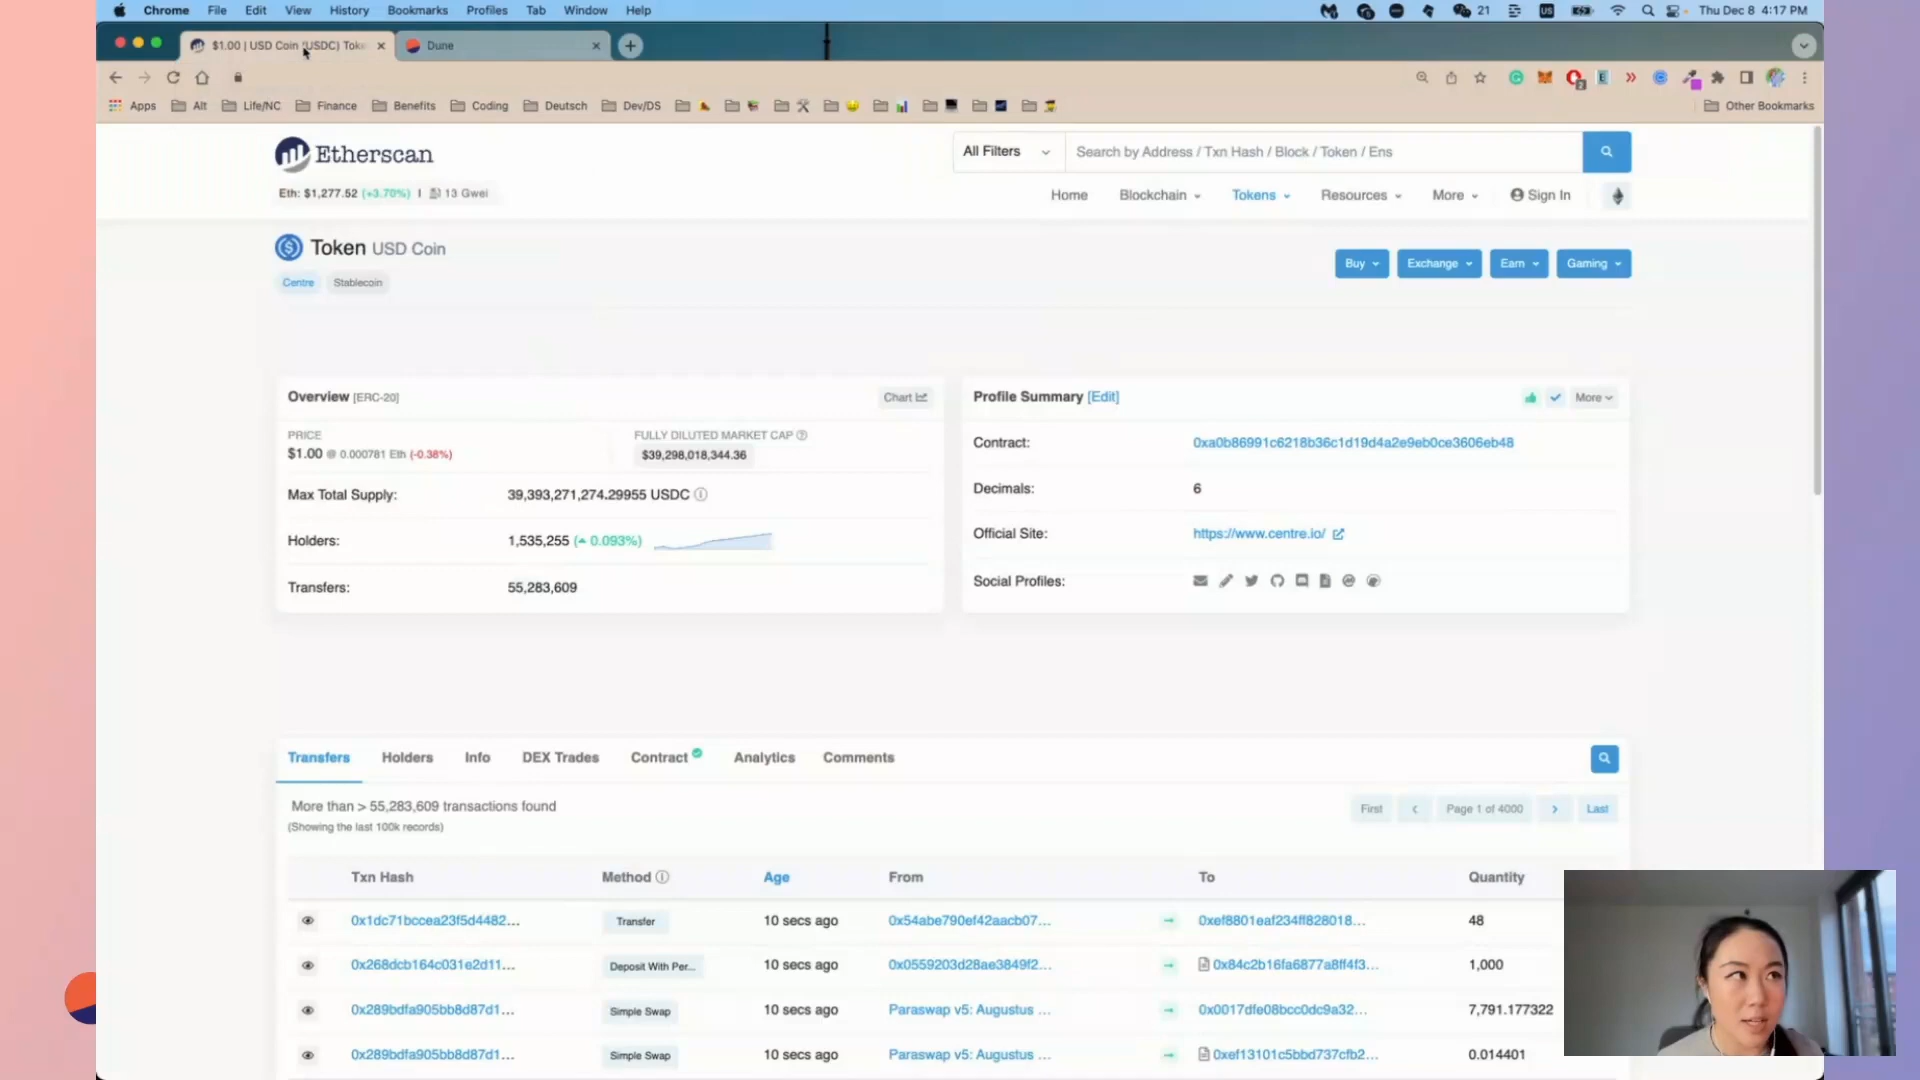 Chrome File Edit View History Bookmarks Profiles Tab Window Help 21 Thu Dec 8 4:17 PM
$1.00 | USD Coin (USDC) Toke Dune
Apps Alt Life/NC Finance Benefits Coding Deutsch Dev/DS Other Bookmarks
Etherscan
All Filters Search by Address / Txn Hash / Block / Token / Ens
Eth: $1,277.52 (+3.70%) | 13 Gwei
Home Blockchain Tokens Resources More Sign In
Token USD Coin
Buy Exchange Earn Gaming
Centre Stablecoin
Overview [ERC-20] Chart
PRICE
$1.00 @ 0.000781 Eth (-0.38%)
FULLY DILUTED MARKET CAP
$39,298,018,344.36
Max Total Supply: 39,393,271,274.29955 USDC
Holders: 1,535,255 (0.093%)
Transfers: 55,283,609
Profile Summary [Edit] More
Contract: 0xa0b86991c6218b36c1d19d4a2e9eb0ce3606eb48
Decimals: 6
Official Site: https://www.centre.io/
Social Profiles:
Transfers Holders Info DEX Trades Contract Analytics Comments
More than > 55,283,609 transactions found
(Showing the last 100k records)
First Page 1 of 4000 Last
Txn Hash Method Age From To Quantity
0x1dc71bccea23f5d4482... Transfer 10 secs ago 0x54abe790ef42aacb07... 0xef8801eaf234ff828018... 48
0x268dcb164c031e2d11... Deposit With Per... 10 secs ago 0x0559203d28ae3849f2... 0x84c2b16fa6877a8ff4f3... 1,000
0x289bdfa905bb8d87d1... Simple Swap 10 secs ago Paraswap v5: Augustus ... 0x0017dfe08bcc0dc9a32... 7,791.177322
0x289bdfa905bb8d87d1... Simple Swap 10 secs ago Paraswap v5: Augustus ... 0xef13101c5bbd737cfb2... 0.014401